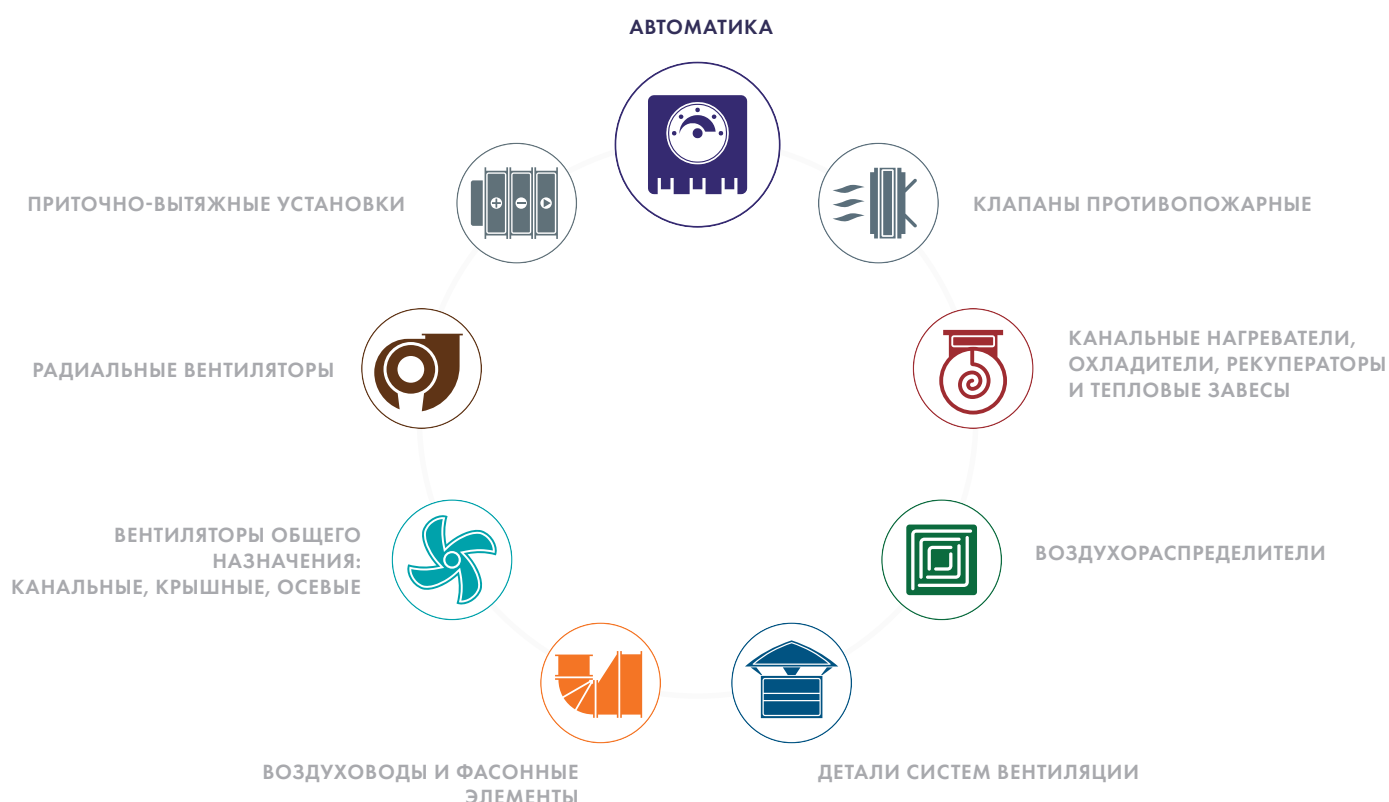 АВТОМАТИКА
ПРИТОЧНО-ВЫТЯЖНЫЕ УСТАНОВКИ
КЛАПАНЫ ПРОТИВОПОЖАРНЫЕ
РАДИАЛЬНЫЕ ВЕНТИЛЯТОРЫ
КАНАЛЬНЫЕ НАГРЕВАТЕЛИ,
ОХЛАДИТЕЛИ, РЕКУПЕРАТОРЫ
И ТЕПЛОВЫЕ ЗАВЕСЫ
ВЕНТИЛЯТОРЫ ОБЩЕГО
НАЗНАЧЕНИЯ:
КАНАЛЬНЫЕ, КРЫШНЫЕ, ОСЕВЫЕ
ВОЗДУХОРАСПРЕДЕЛИТЕЛИ
ВОЗДУХОВОДЫ И ФАСОННЫЕ
ЭЛЕМЕНТЫ
ДЕТАЛИ СИСТЕМ ВЕНТИЛЯЦИИ